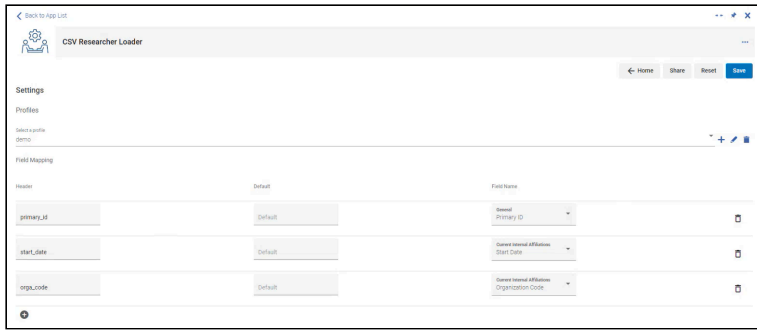 Back to App List
CSV Researcher Loader
Home Share Reset Save
Settings
Profiles
Select a profile
demo
Field Mapping
Header Default Field Name
primary_id Default General
Primary ID
start_date Default Current Internal Affiliations
Start Date
orga_code Default Current Internal Affiliations
Organization Code